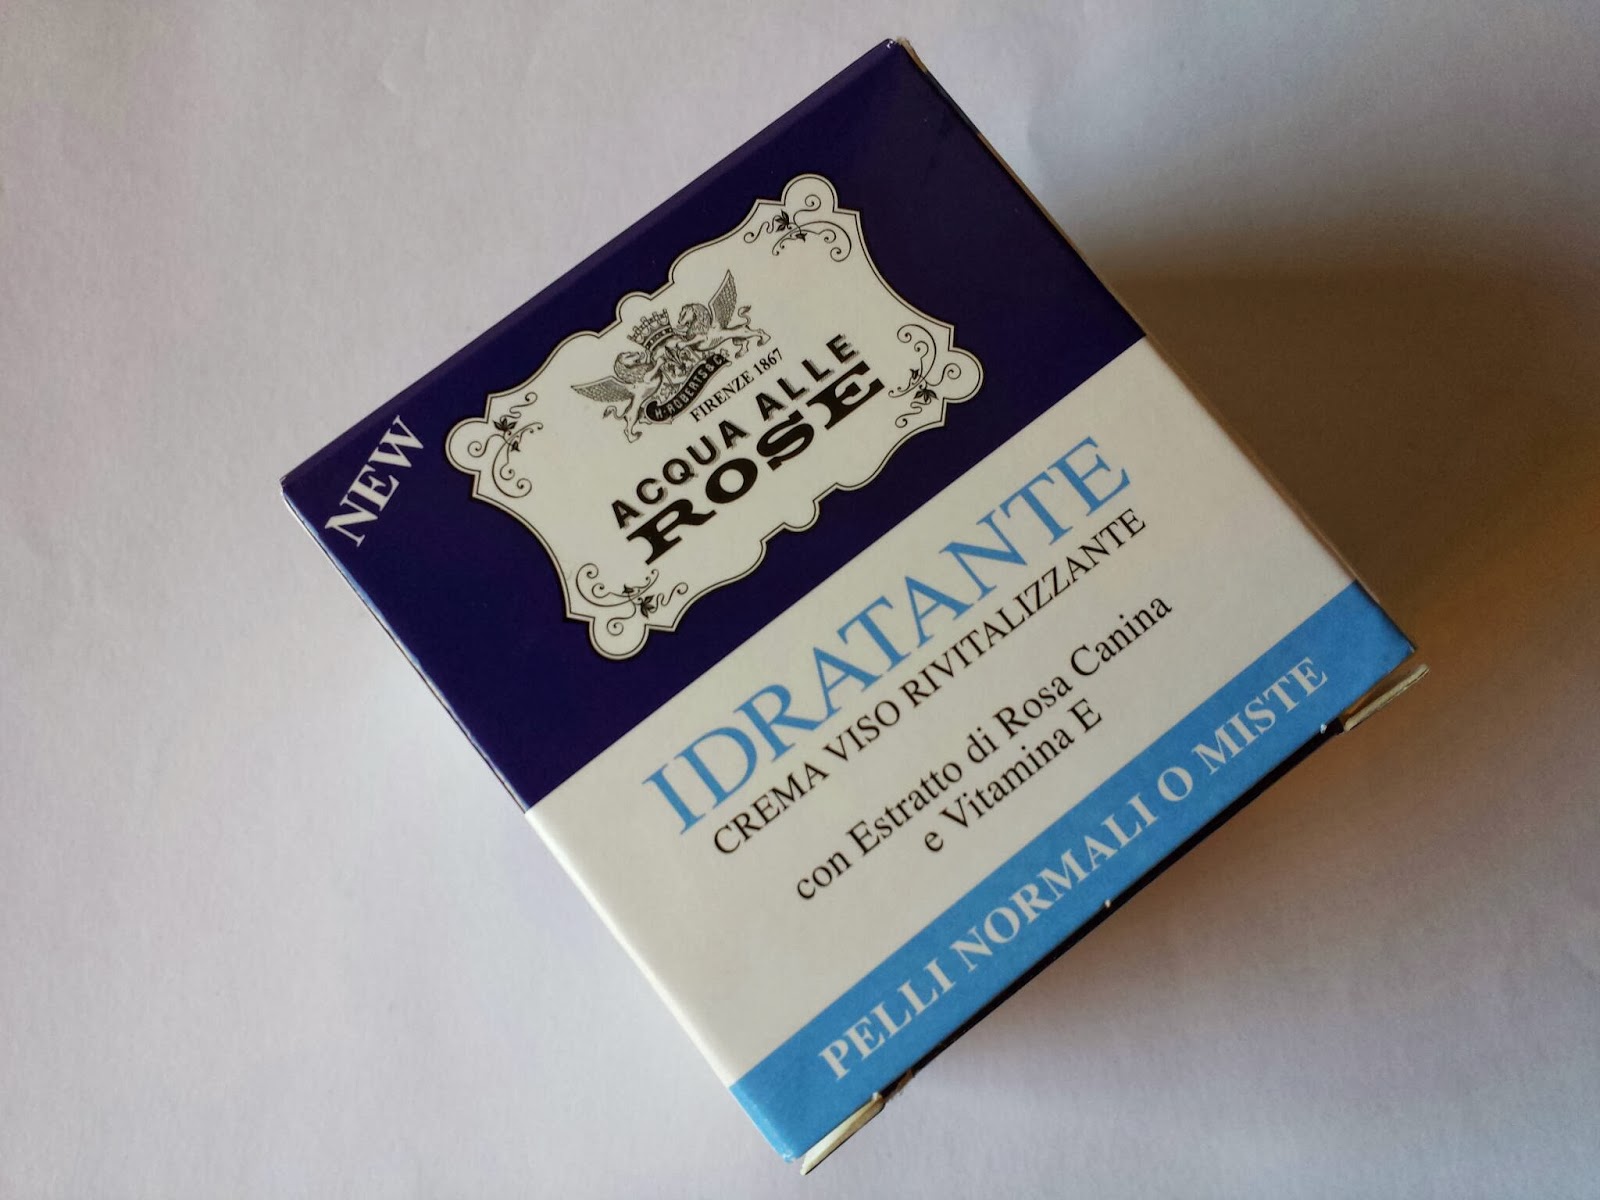 NEW
H. ROBERTS & C.
FIRENZE 1867
ACQUA ALLE
ROSE
IDRATANTE
CREMA VISO RIVITALIZZANTE
con Estratto di Rosa Canina
e Vitamina E
PELLI NORMALI O MISTE